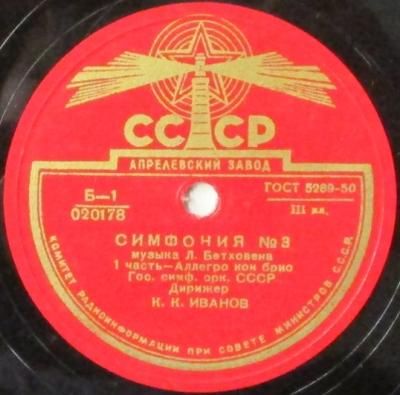 СССР
АПРЕЛЕВСКИЙ ЗАВОД
Б—1
020178
ГОСТ 5289-50
III кл.
СИМФОНИЯ №3
музыка Л. Бетховена
1 часть—Аллегро кон брио
Гос. симф. орк. СССР
Дирижер
К. К. ИВАНОВ
КОМИТЕТ РАДИОИНФОРМАЦИИ ПРИ СОВЕТЕ МИНИСТРОВ СССР